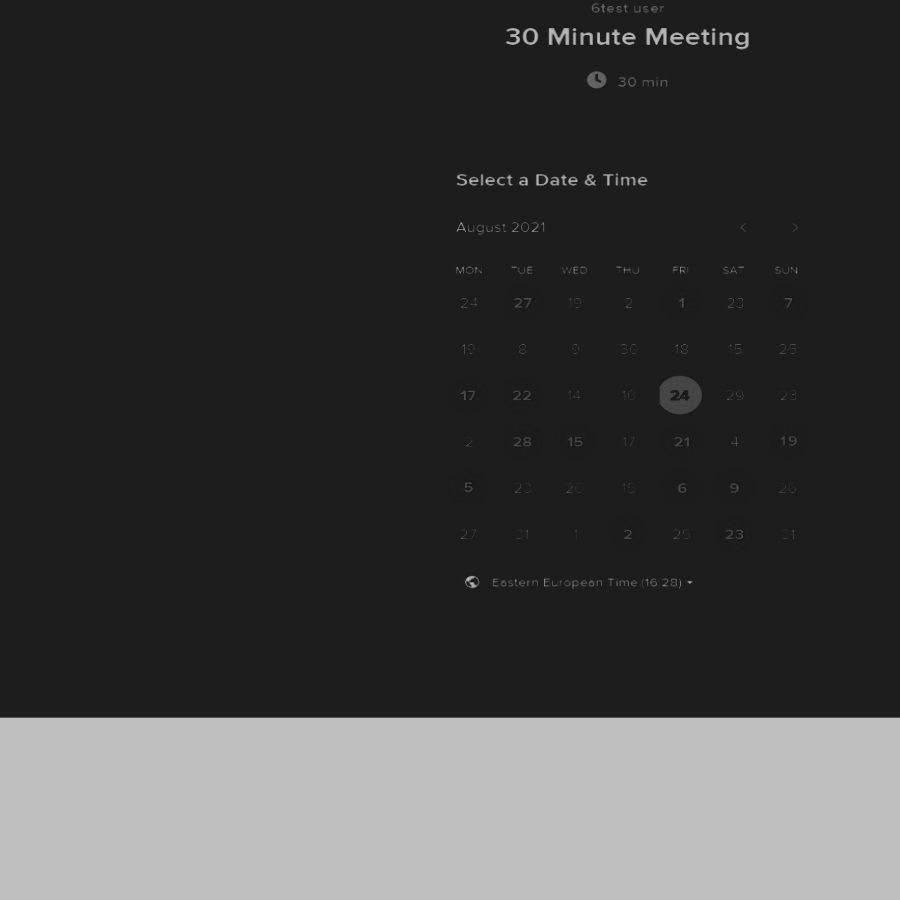 6test user
30 Minute Meeting
30 min
Select a Date & Time
August 2021
MON TUE WED THU FRI SAT SUN
24 27 19 2 1 23 7
19 8 9 30 18 15 25
17 22 14 10 24 29 23
2 28 15 17 21 4 19
5 20 15 6 9 26
27 31 1 2 25 23 31
Eastern European Time (16:28)